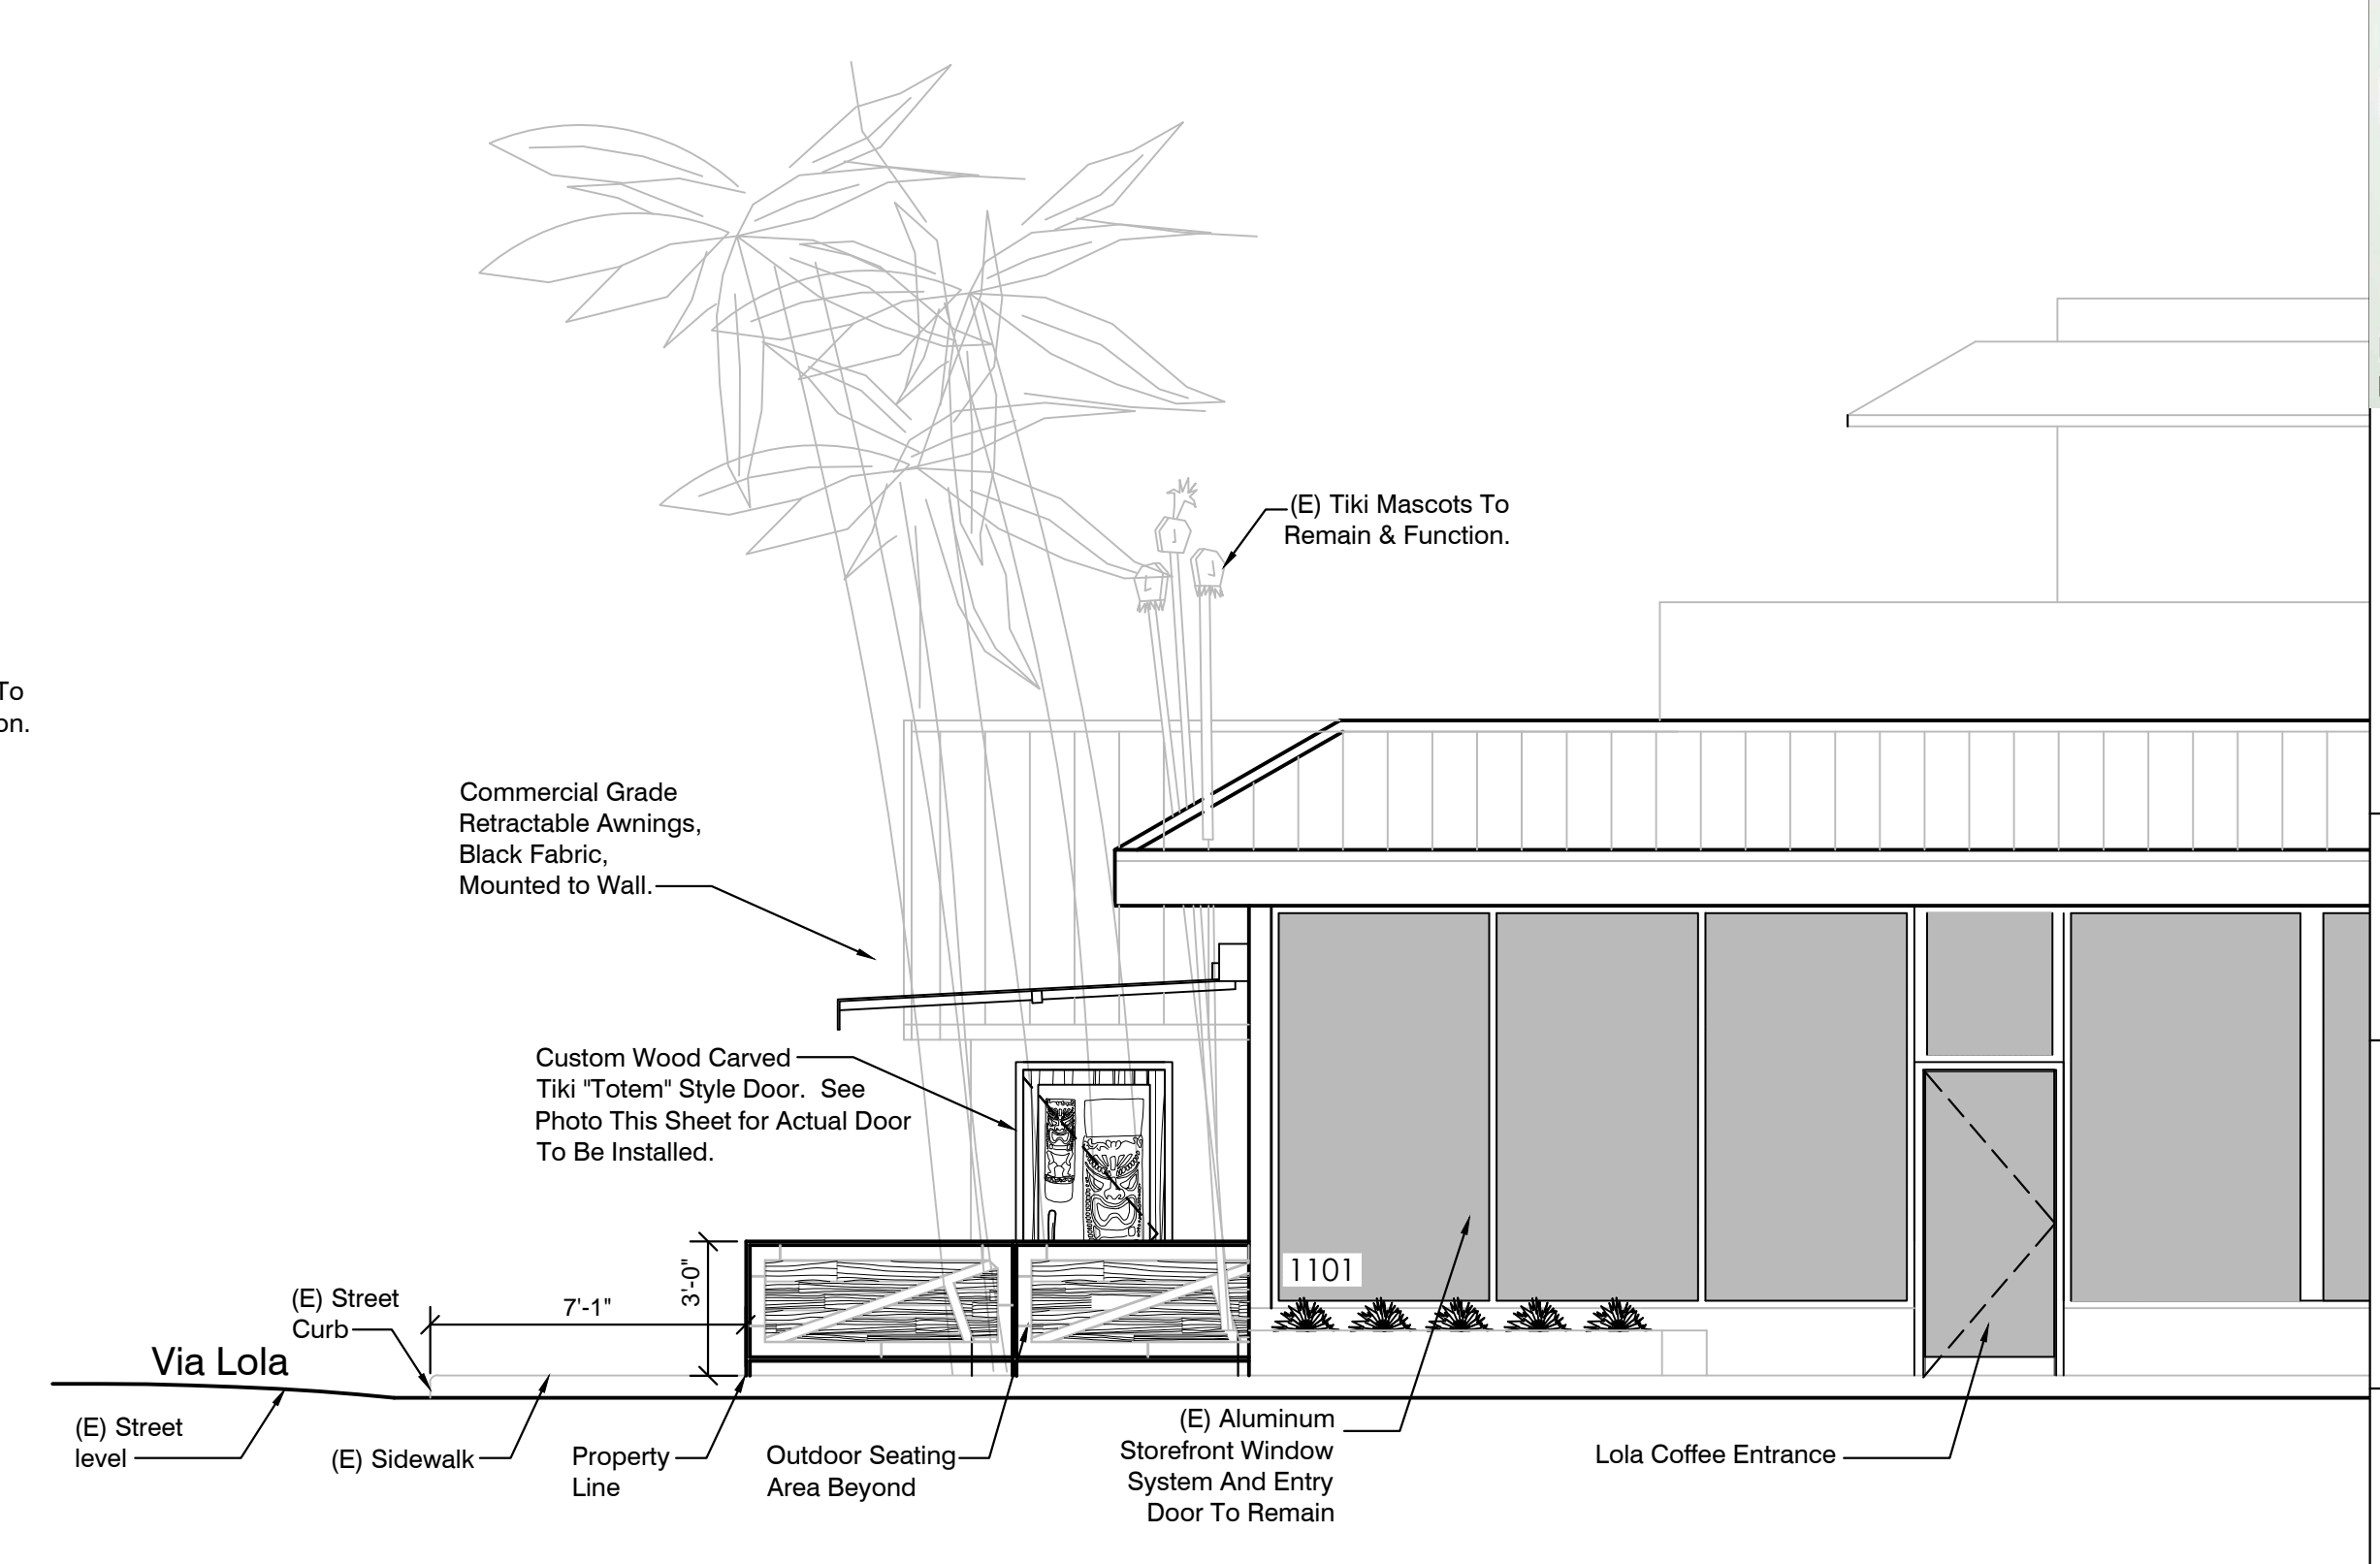 (E) Tiki Mascots To
Remain & Function.
To
on.
Commercial Grade
Retractable Awnings,
Black Fabric,
Mounted to Wall.
Custom Wood Carved
Tiki "Totem" Style Door.  See
Photo This Sheet for Actual Door
To Be Installed.
1101
3'-0"
7'-1"
(E) Street
Curb
Via Lola
(E) Street
level
(E) Sidewalk
Property
Line
Outdoor Seating
Area Beyond
(E) Aluminum
Storefront Window
System And Entry
Door To Remain
Lola Coffee Entrance